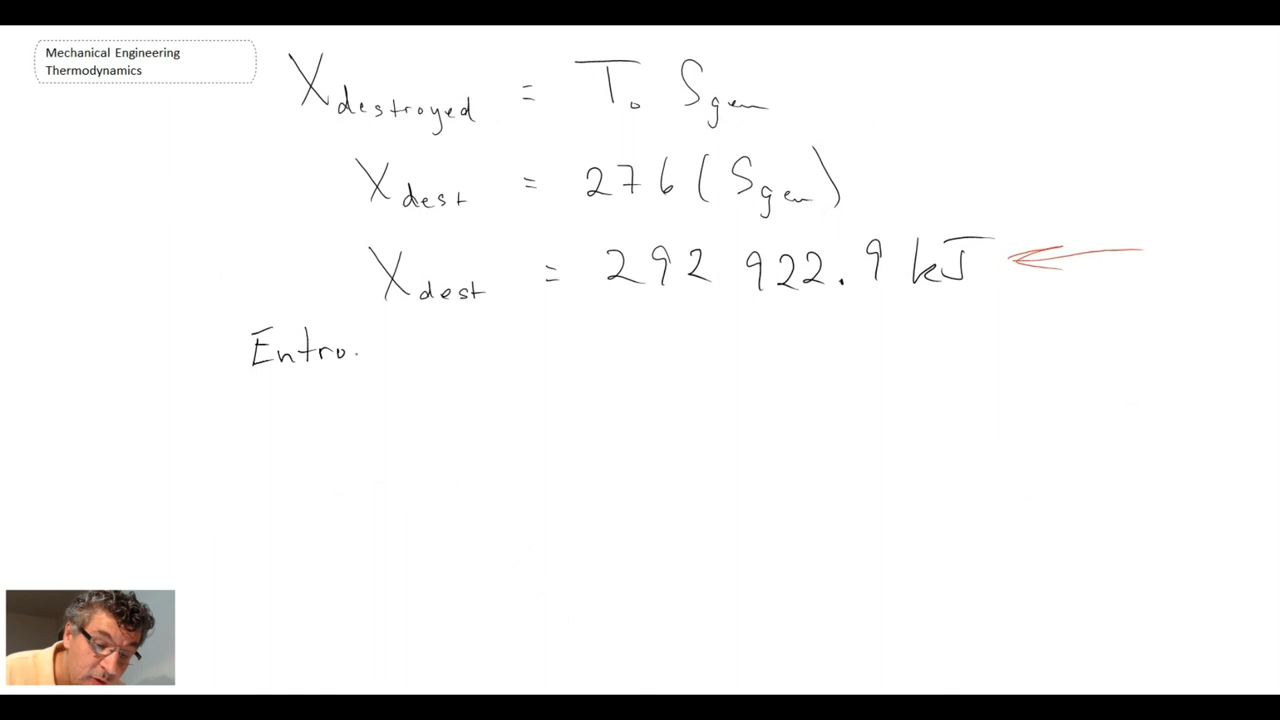 Mechanical Engineering
Thermodynamics
X destroyed = T₀ Sgen
X dest = 276 ( Sgen )
X dest = 292 922.9 kJ
Entro.